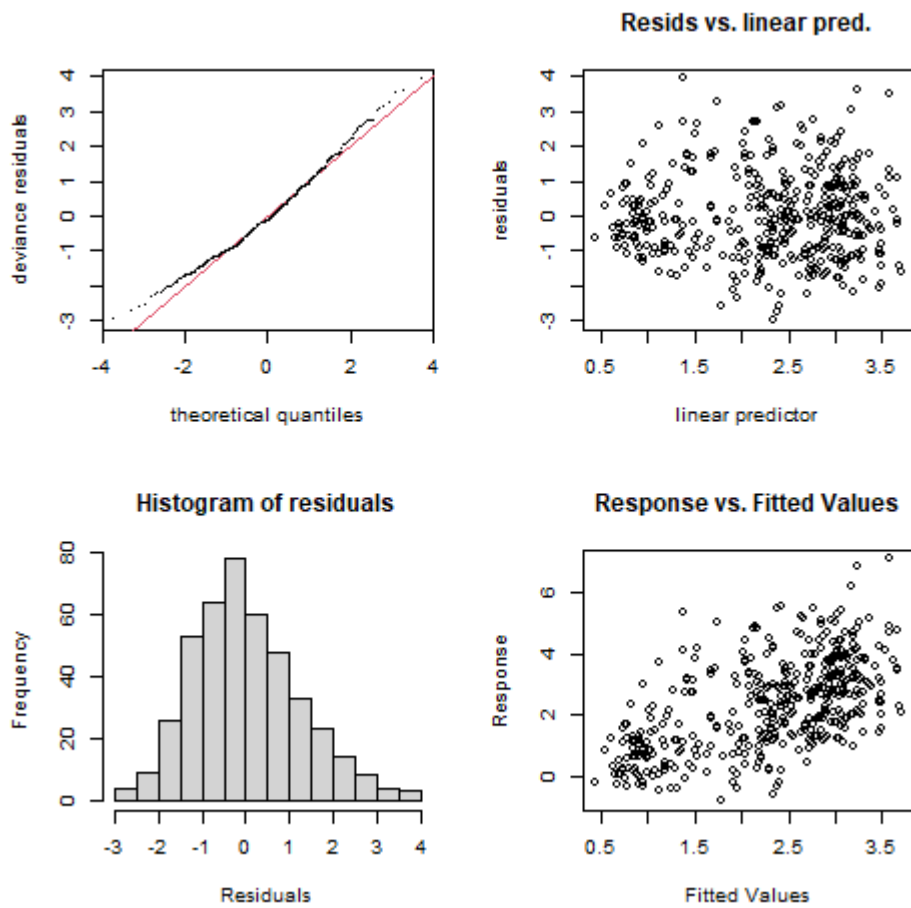 deviance residuals
4
3
2
1
0
-1
-3
-4 -2 0 2 4
theoretical quantiles
Resids vs. linear pred.
residuals
4
3
2
1
0
-1
-3
0.5 1.5 2.5 3.5
linear predictor
Histogram of residuals
Frequency
80
60
40
20
0
-3 -2 -1 0 1 2 3 4
Residuals
Response vs. Fitted Values
Response
6
4
2
0
0.5 1.5 2.5 3.5
Fitted Values